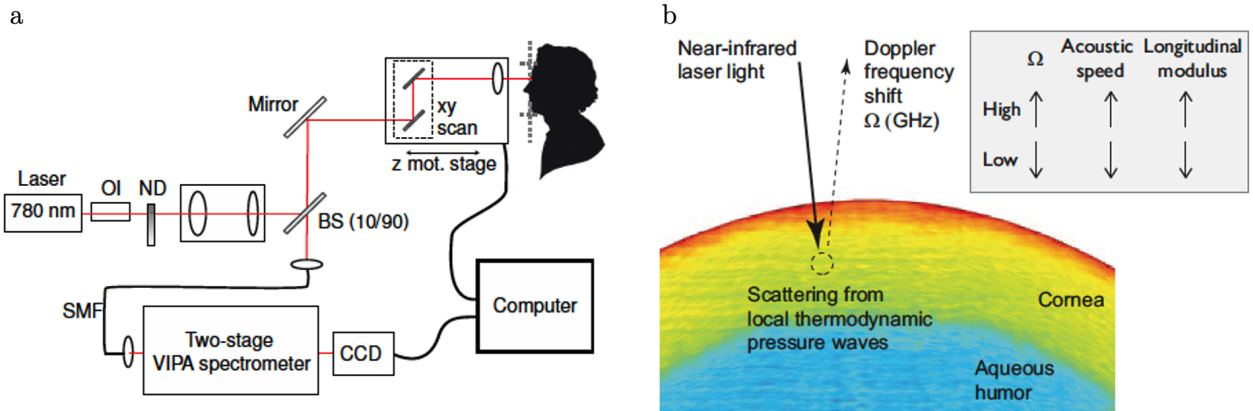 a
Mirror
xy
scan
z mot. stage
Laser
780 nm
OI
ND
BS (10/90)
SMF
Two-stage
VIPA spectrometer
CCD
Computer
b
Near-infrared
laser light
Doppler
frequency
shift
Ω (GHz)
Ω
Acoustic
speed
Longitudinal
modulus
High
Low
Scattering from
local thermodynamic
pressure waves
Cornea
Aqueous
humor